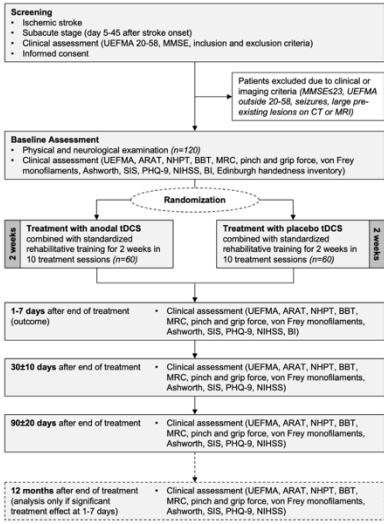 Screening
• Ischemic stroke
• Subacute stage (day 5-45 after stroke onset)
• Clinical assessment (UEFMA 20-58, MMSE, inclusion and exclusion criteria)
• Informed consent
Patients excluded due to clinical or
imaging criteria (MMSE≤23, UEFMA
outside 20-58, seizures, large pre-
existing lesions on CT or MRI)
Baseline Assessment
• Physical and neurological examination (n=120)
• Clinical assessment (UEFMA, ARAT, NHPT, BBT, MRC, pinch and grip force, von Frey
monofilaments, Ashworth, SIS, PHQ-9, NIHSS, BI, Edinburgh handedness inventory)
Randomization
2 weeks
Treatment with anodal tDCS
combined with standardized
rehabilitative training for 2 weeks in
10 treatment sessions (n=60)
Treatment with placebo tDCS
combined with standardized
rehabilitative training for 2 weeks in
10 treatment sessions (n=60)
2 weeks
1-7 days after end of treatment
(outcome)
• Clinical assessment (UEFMA, ARAT, NHPT, BBT,
MRC, pinch and grip force, von Frey monofilaments,
Ashworth, SIS, PHQ-9, NIHSS, BI)
30±10 days after end of treatment
• Clinical assessment (UEFMA, ARAT, NHPT, BBT,
MRC, pinch and grip force, von Frey monofilaments,
Ashworth, SIS, PHQ-9, NIHSS)
90±20 days after end of treatment
• Clinical assessment (UEFMA, ARAT, NHPT, BBT,
MRC, pinch and grip force, von Frey monofilaments,
Ashworth, SIS, PHQ-9, NIHSS)
12 months after end of treatment
(analysis only if significant
treatment effect at 1-7 days)
• Clinical assessment (UEFMA, ARAT, NHPT, BBT,
MRC, pinch and grip force, von Frey monofilaments,
Ashworth, SIS, PHQ-9, NIHSS)